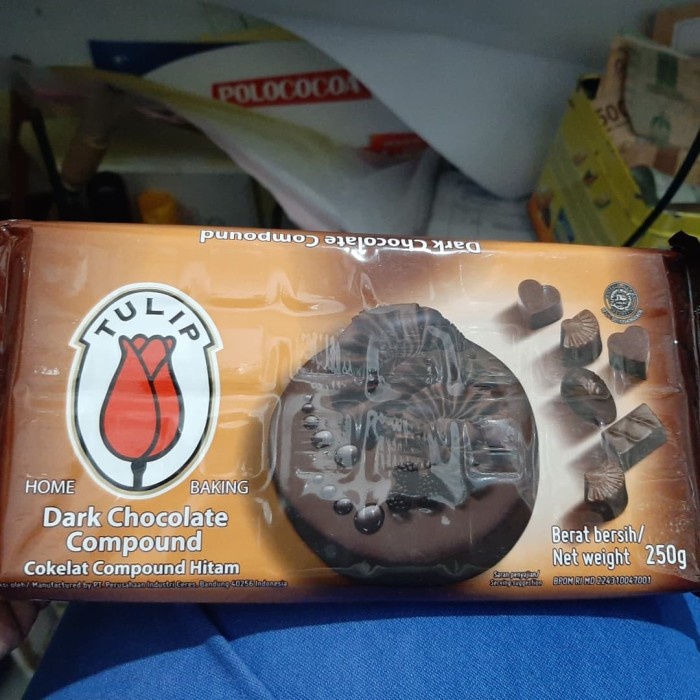 POLOCOCOA
Dark Chocolate Compound
TULIP
HOME BAKING
Dark Chocolate
Compound
Cokelat Compound Hitam
oleh/ Manufactured by PT. Perusahaan Industri Ceres, Bandung 40256 Indonesia
Saran penyajian/
Serving suggestion
Berat bersih/
Net weight 250g
BPOM RI MD 224310047001